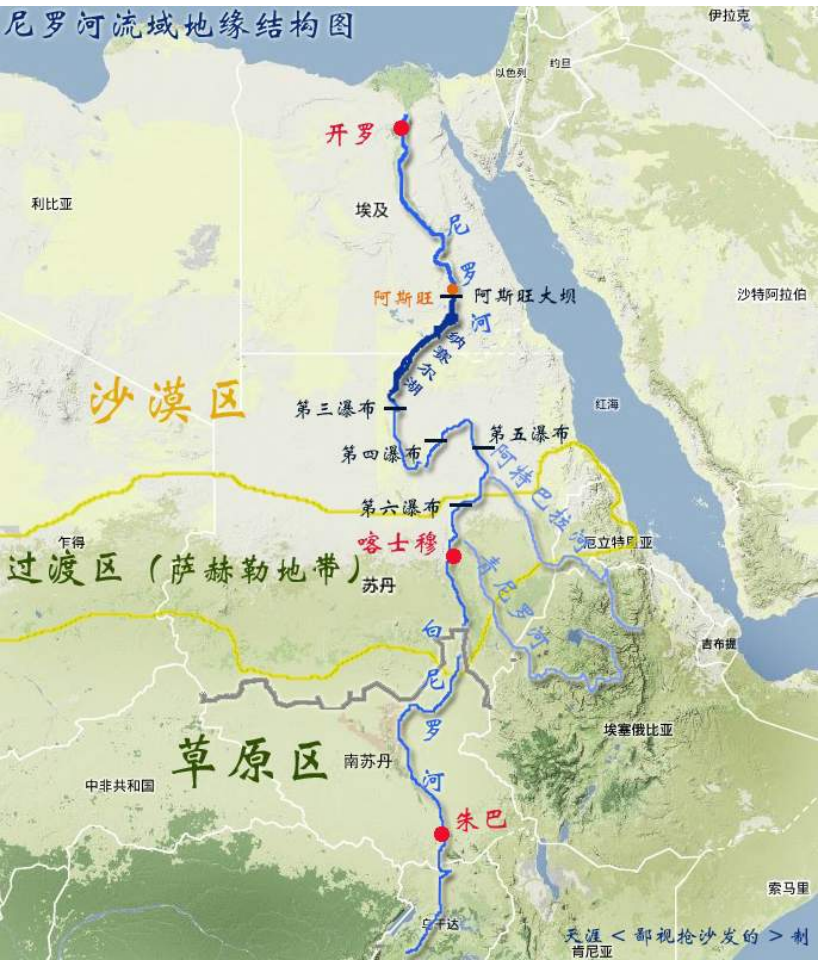 尼罗河流域地缘结构图
伊拉克
约旦
以色列
开罗
利比亚
埃及
尼罗河
阿斯旺
阿斯旺大坝
沙特阿拉伯
纳赛尔湖
沙漠区
第三瀑布
红海
第四瀑布
第五瀑布
阿特巴拉河
第六瀑布
喀士穆
乍得
厄立特里亚
过渡区（萨赫勒地带）
苏丹
青尼罗河
白尼罗河
吉布提
埃塞俄比亚
草原区
南苏丹
中非共和国
朱巴
索马里
乌干达
天涯<鄙视抢沙发的>制
肯尼亚